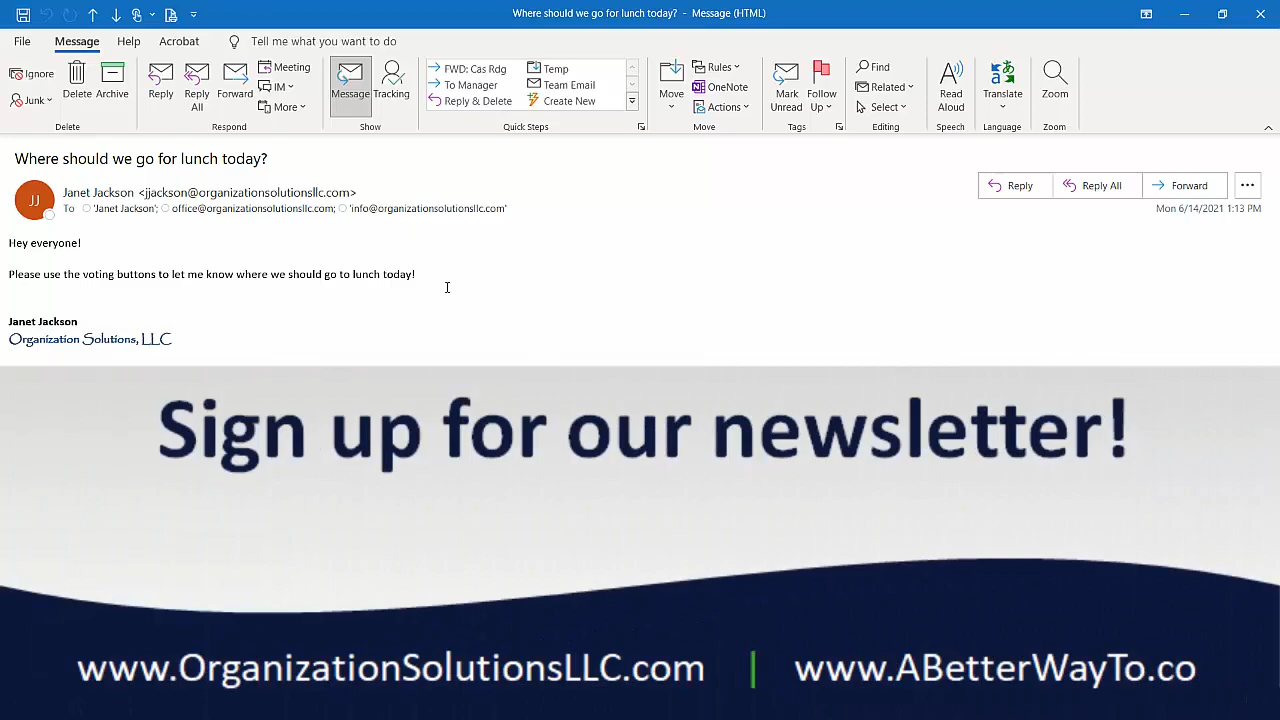 Where should we go for lunch today? - Message (HTML)
File Message Help Acrobat Tell me what you want to do
Ignore
Junk
Delete
Archive
Delete
Reply
Reply All
Forward
Meeting
IM
More
Respond
Message
Tracking
Show
FWD: Cas Rdg
To Manager
Reply & Delete
Temp
Team Email
Create New
Quick Steps
Move
Rules
OneNote
Actions
Move
Mark Unread
Follow Up
Tags
Find
Related
Select
Editing
Read Aloud
Speech
Translate
Language
Zoom
Zoom
Where should we go for lunch today?
JJ
Janet Jackson <jjackson@organizationsolutionsllc.com>
To 'Janet Jackson'; office@organizationsolutionsllc.com; 'info@organizationsolutionsllc.com'
Reply Reply All Forward
Mon 6/14/2021 1:13 PM
Hey everyone!
Please use the voting buttons to let me know where we should go to lunch today!
Janet Jackson
Organization Solutions, LLC
Sign up for our newsletter!
www.OrganizationSolutionsLLC.com | www.ABetterWayTo.co